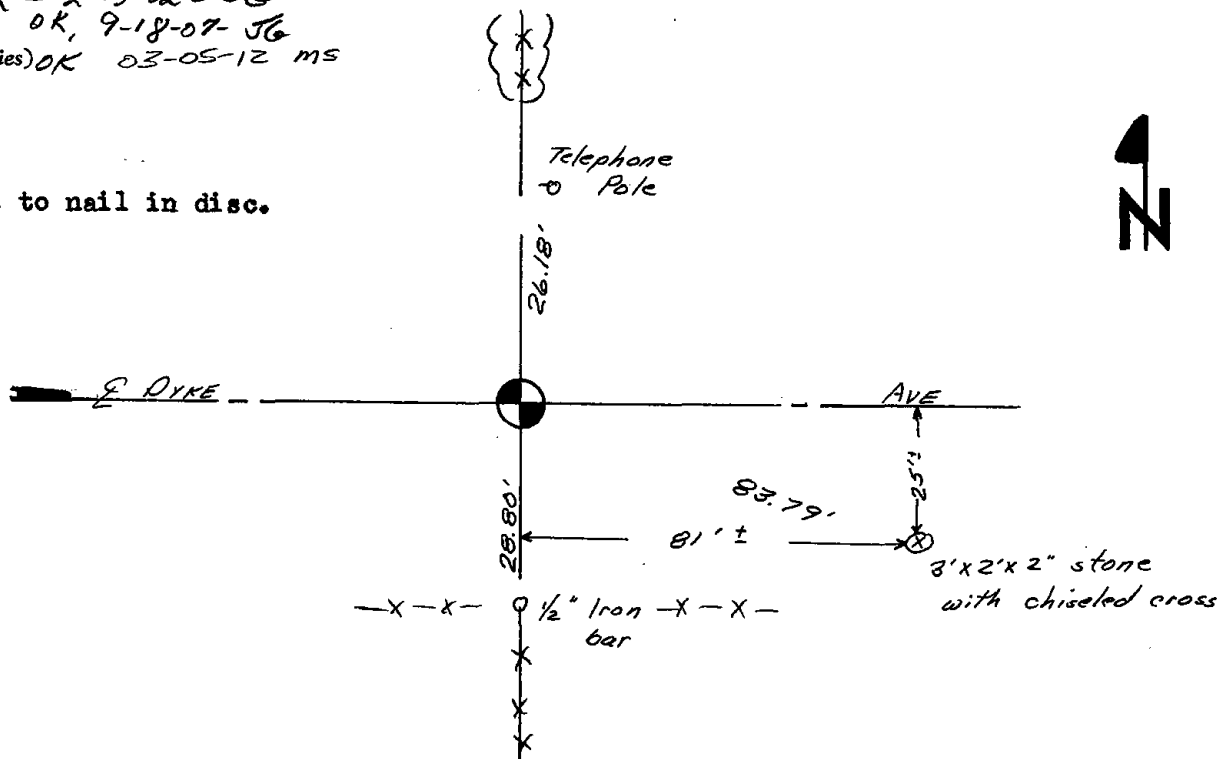 OK, 9-18-07- JG
ies) OK 03-05-12 ms
to nail in disc.
Telephone
Pole
N
26.18'
℄ DYKE AVE
28.80'
25'±
83.79'
81' ±
3'x2'x2" stone
with chiseled cross
-x-x- 1/2" Iron -x-x-
bar